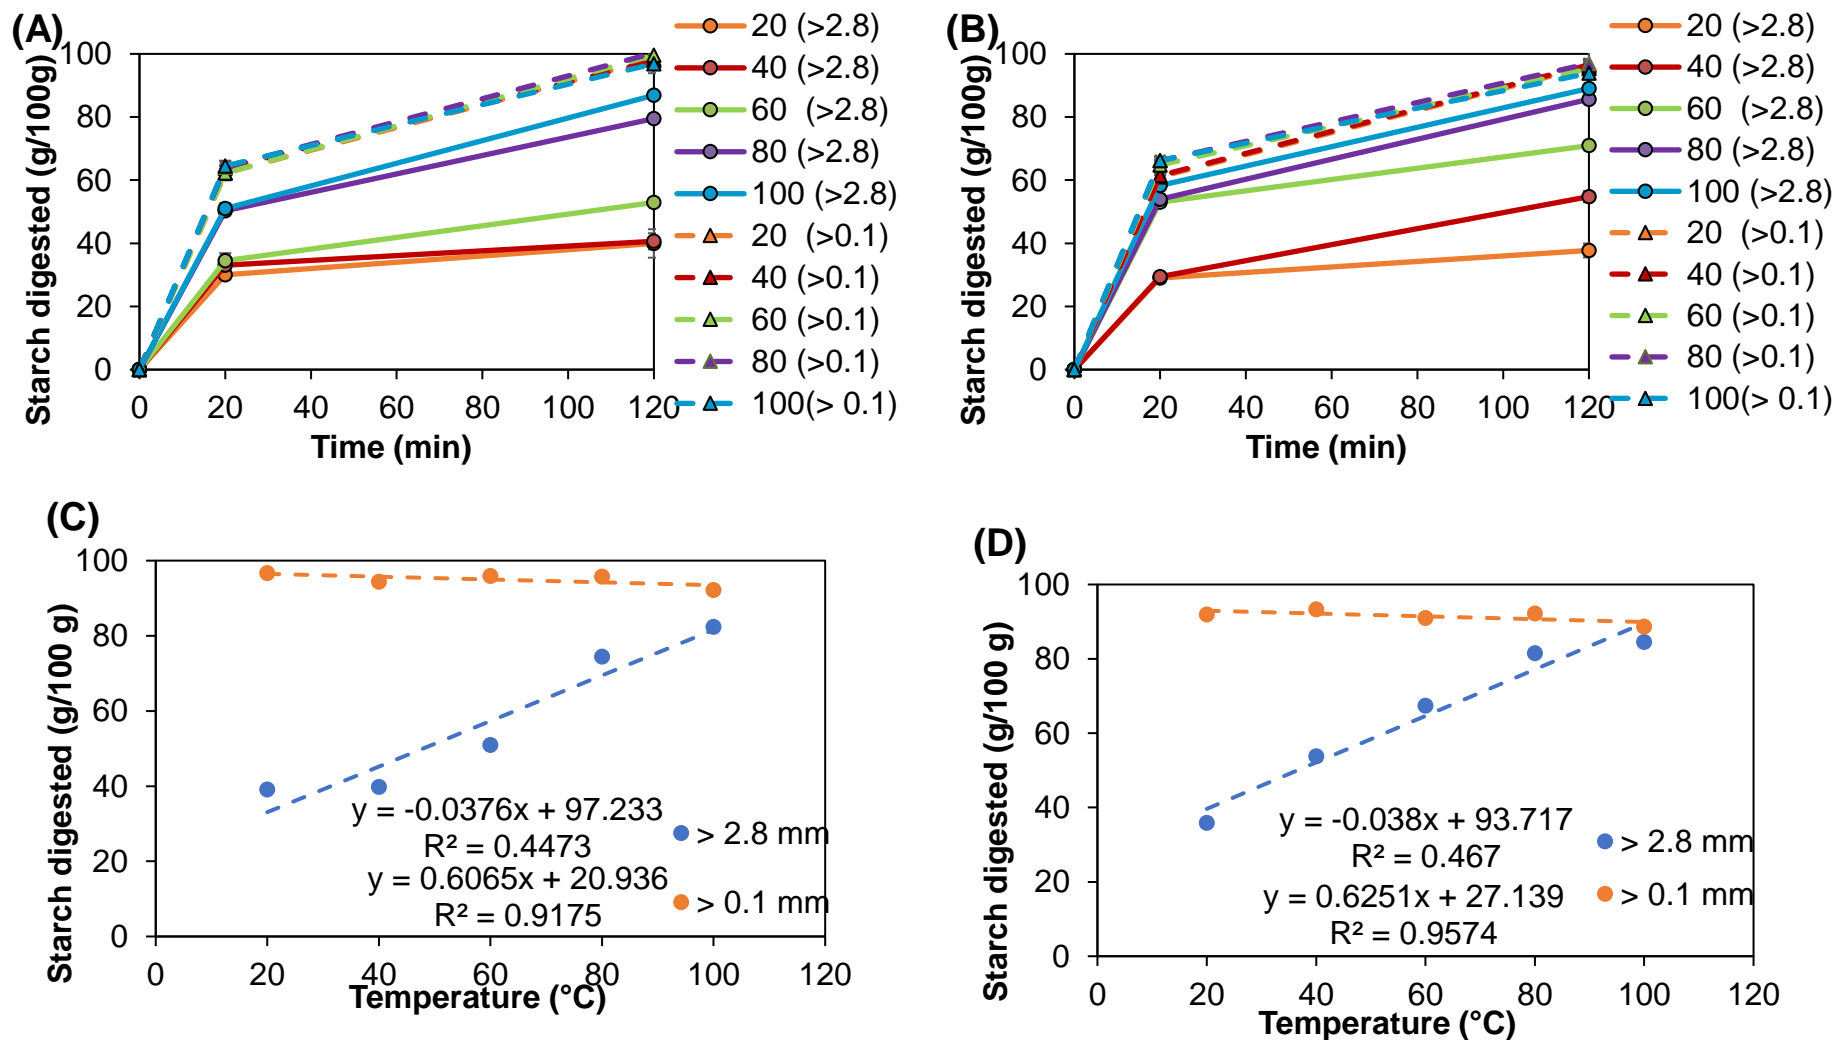 (A)
Starch digested (g/100g)
100
80
60
40
20
0
0 20 40 60 80 100 120
Time (min)
20 (>2.8)
40 (>2.8)
60 (>2.8)
80 (>2.8)
100 (>2.8)
20 (>0.1)
40 (>0.1)
60 (>0.1)
80 (>0.1)
100(> 0.1)
(B)
Starch digested (g/100g)
100
80
60
40
20
0
0 20 40 60 80 100 120
Time (min)
20 (>2.8)
40 (>2.8)
60 (>2.8)
80 (>2.8)
100 (>2.8)
20 (>0.1)
40 (>0.1)
60 (>0.1)
80 (>0.1)
100(> 0.1)
(C)
Starch digested (g/100 g)
100
80
60
40
20
0
y = -0.0376x + 97.233
R² = 0.4473
y = 0.6065x + 20.936
R² = 0.9175
> 2.8 mm
> 0.1 mm
0 20 40 60 80 100 120
Temperature (°C)
(D)
Starch digested (g/100 g)
100
80
60
40
20
0
y = -0.038x + 93.717
R² = 0.467
y = 0.6251x + 27.139
R² = 0.9574
> 2.8 mm
> 0.1 mm
0 20 40 60 80 100 120
Temperature (°C)